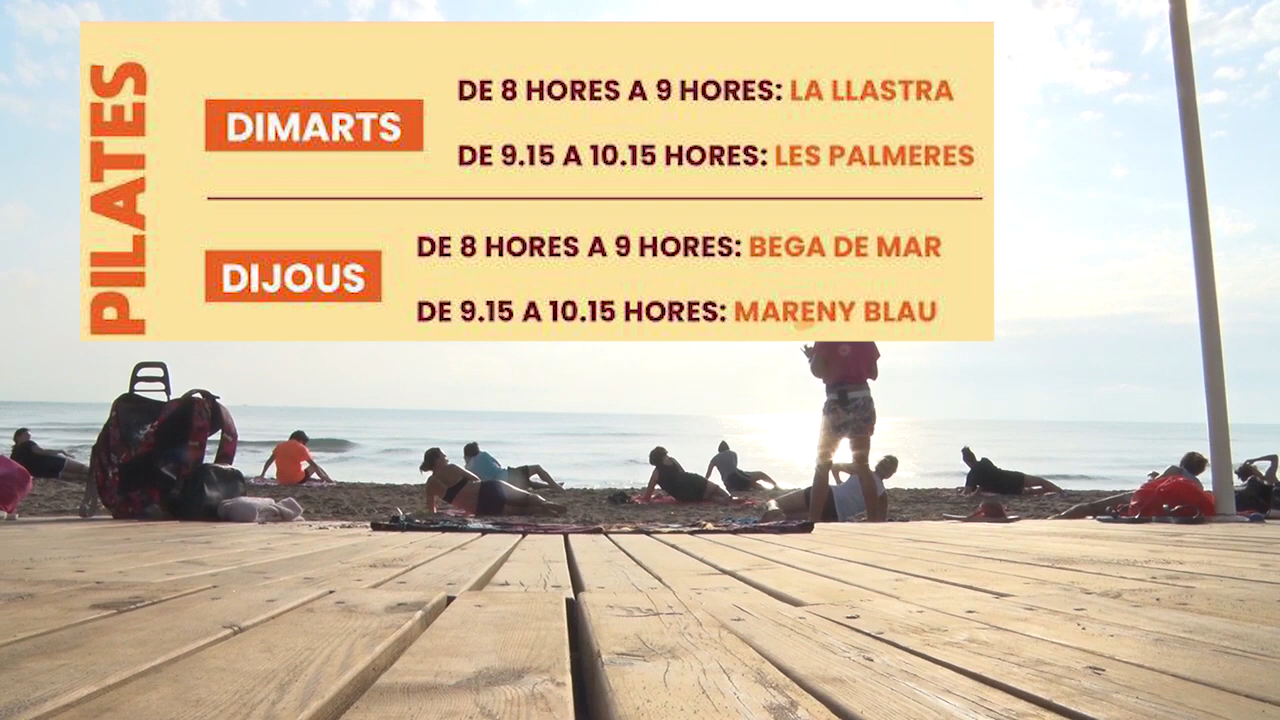 PILATES
DIMARTS
DE 8 HORES A 9 HORES: LA LLASTRA
DE 9.15 A 10.15 HORES: LES PALMERES
DIJOUS
DE 8 HORES A 9 HORES: BEGA DE MAR
DE 9.15 A 10.15 HORES: MARENY BLAU